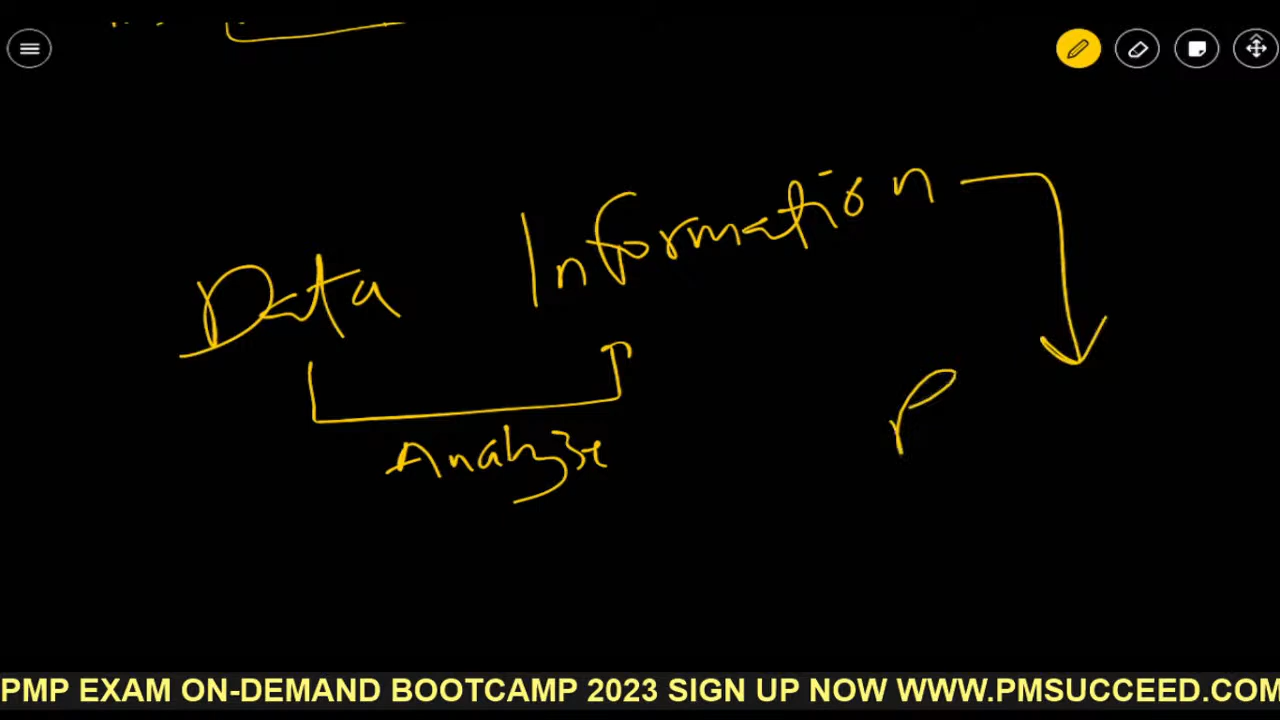 Information
Data
Analyze
PMP EXAM ON-DEMAND BOOTCAMP 2023 SIGN UP NOW WWW.PMSUCCEED.COM